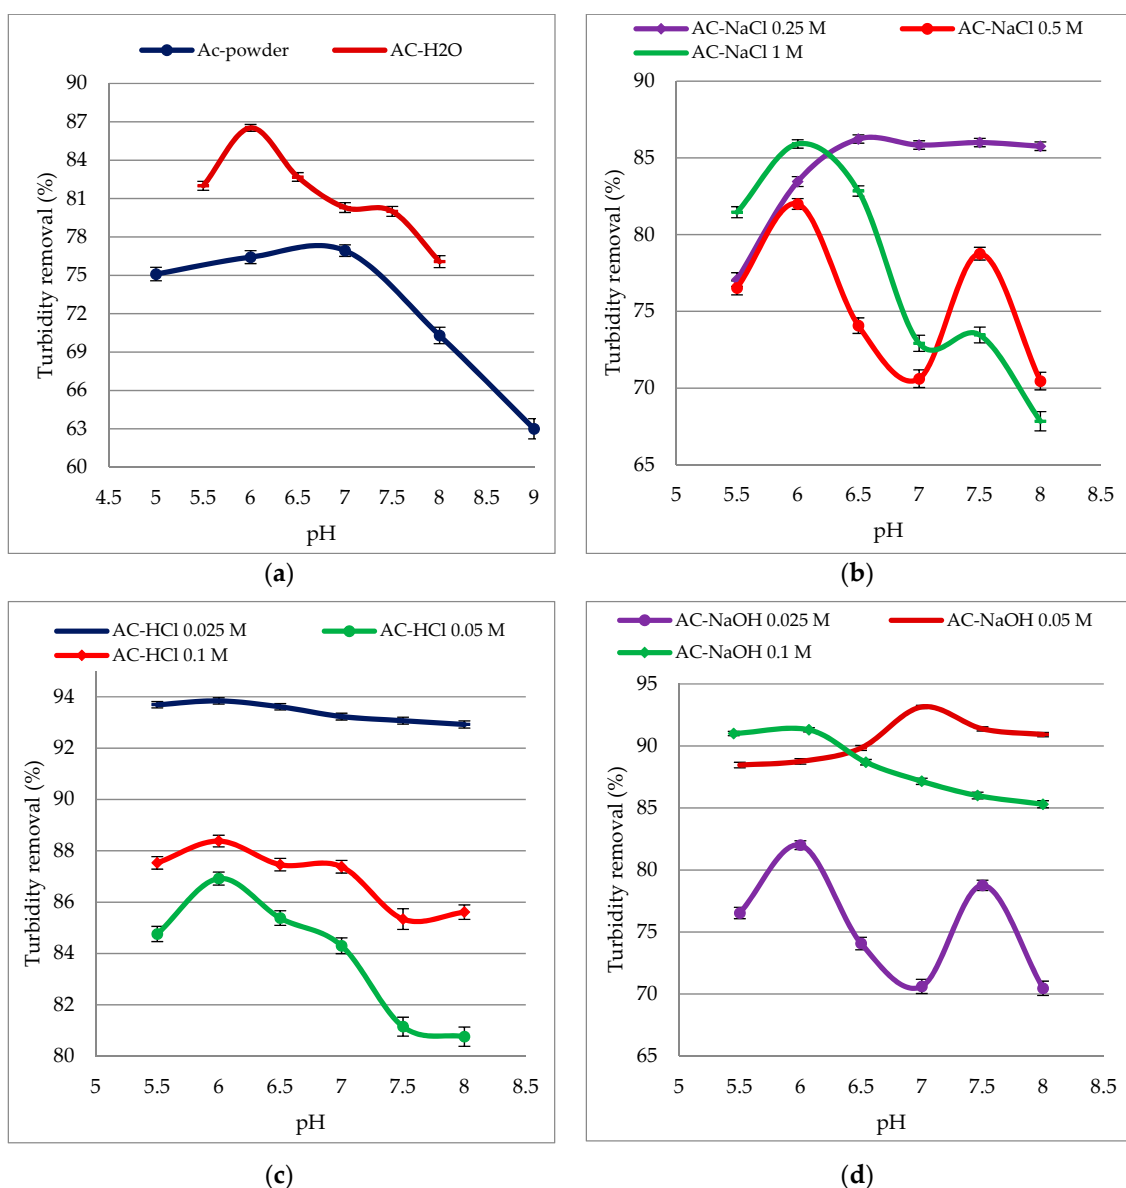 Ac-powder AC-H2O
90
87
84
81
78
75
72
69
66
63
60
4.5 5 5.5 6 6.5 7 7.5 8 8.5 9
Turbidity removal (%)
pH
(a)
AC-NaCl 0.25 M AC-NaCl 0.5 M
AC-NaCl 1 M
90
85
80
75
70
65
5 5.5 6 6.5 7 7.5 8 8.5
Turbidity removal (%)
pH
(b)
AC-HCl 0.025 M AC-HCl 0.05 M
AC-HCl 0.1 M
94
92
90
88
86
84
82
80
5 5.5 6 6.5 7 7.5 8 8.5
Turbidity removal (%)
pH
(c)
AC-NaOH 0.025 M AC-NaOH 0.05 M
AC-NaOH 0.1 M
95
90
85
80
75
70
65
5 5.5 6 6.5 7 7.5 8 8.5
Turbidity removal (%)
pH
(d)